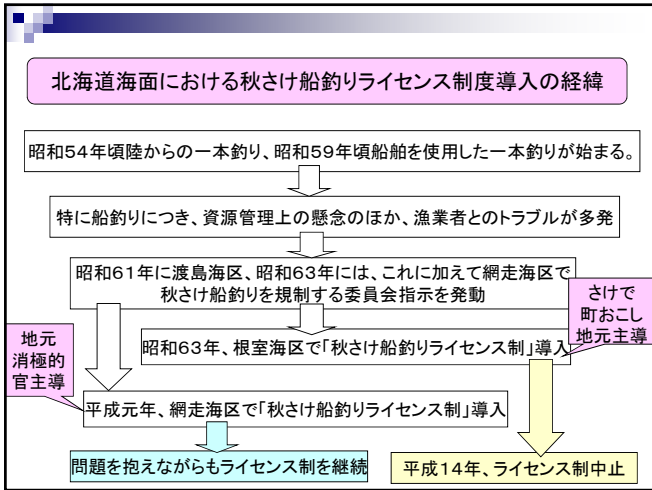 北海道海面における秋さけ船釣りライセンス制度導入の経緯
昭和54年頃陸からの一本釣り、昭和59年頃船舶を使用した一本釣りが始まる。
特に船釣りにつき、資源管理上の懸念のほか、漁業者とのトラブルが多発
昭和61年に渡島海区、昭和63年には、これに加えて網走海区で
秋さけ船釣りを規制する委員会指示を発動
さけで
町おこし
地元主導
昭和63年、根室海区で「秋さけ船釣りライセンス制」導入
地元
消極的
官主導
平成元年、網走海区で「秋さけ船釣りライセンス制」導入
問題を抱えながらもライセンス制を継続
平成14年、ライセンス制中止